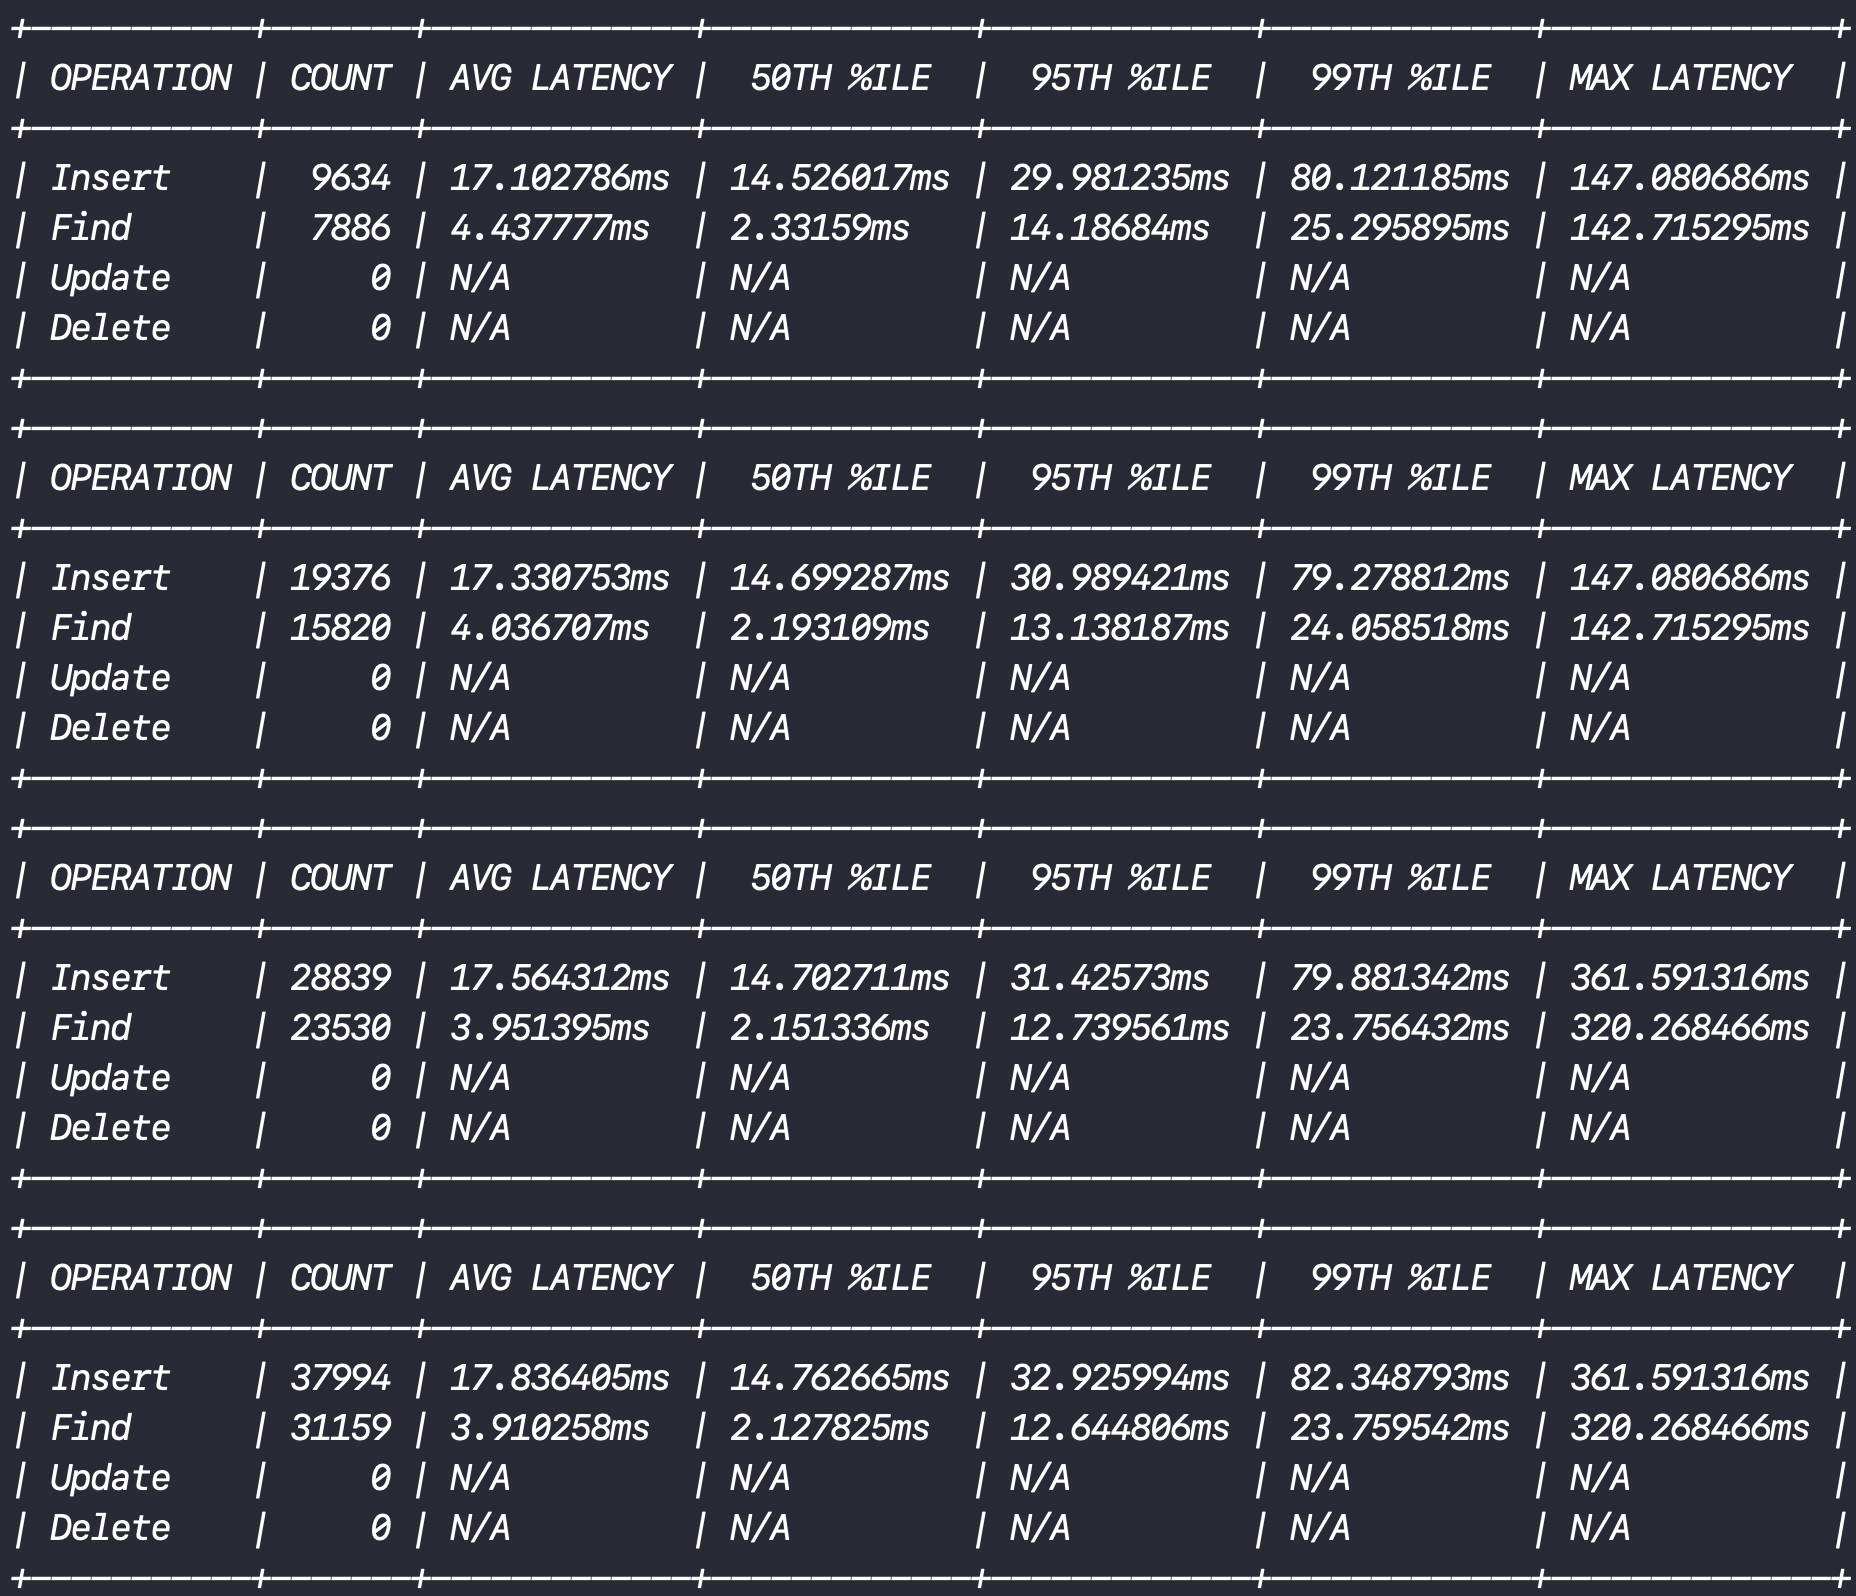 +-----------+-------+-------------+-------------+-------------+-------------+--------------+
| OPERATION | COUNT | AVG LATENCY |  50TH %ILE  |  95TH %ILE  |  99TH %ILE  | MAX LATENCY  |
+-----------+-------+-------------+-------------+-------------+-------------+--------------+
| Insert    |  9634 | 17.102786ms | 14.526017ms | 29.981235ms | 80.121185ms | 147.080686ms |
| Find      |  7886 | 4.437777ms  | 2.33159ms   | 14.18684ms  | 25.295895ms | 142.715295ms |
| Update    |     0 | N/A         | N/A         | N/A         | N/A         | N/A          |
| Delete    |     0 | N/A         | N/A         | N/A         | N/A         | N/A          |
+-----------+-------+-------------+-------------+-------------+-------------+--------------+
+-----------+-------+-------------+-------------+-------------+-------------+--------------+
| OPERATION | COUNT | AVG LATENCY |  50TH %ILE  |  95TH %ILE  |  99TH %ILE  | MAX LATENCY  |
+-----------+-------+-------------+-------------+-------------+-------------+--------------+
| Insert    | 19376 | 17.330753ms | 14.699287ms | 30.989421ms | 79.278812ms | 147.080686ms |
| Find      | 15820 | 4.036707ms  | 2.193109ms  | 13.138187ms | 24.058518ms | 142.715295ms |
| Update    |     0 | N/A         | N/A         | N/A         | N/A         | N/A          |
| Delete    |     0 | N/A         | N/A         | N/A         | N/A         | N/A          |
+-----------+-------+-------------+-------------+-------------+-------------+--------------+
+-----------+-------+-------------+-------------+-------------+-------------+--------------+
| OPERATION | COUNT | AVG LATENCY |  50TH %ILE  |  95TH %ILE  |  99TH %ILE  | MAX LATENCY  |
+-----------+-------+-------------+-------------+-------------+-------------+--------------+
| Insert    | 28839 | 17.564312ms | 14.702711ms | 31.42573ms  | 79.881342ms | 361.591316ms |
| Find      | 23530 | 3.951395ms  | 2.151336ms  | 12.739561ms | 23.756432ms | 320.268466ms |
| Update    |     0 | N/A         | N/A         | N/A         | N/A         | N/A          |
| Delete    |     0 | N/A         | N/A         | N/A         | N/A         | N/A          |
+-----------+-------+-------------+-------------+-------------+-------------+--------------+
+-----------+-------+-------------+-------------+-------------+-------------+--------------+
| OPERATION | COUNT | AVG LATENCY |  50TH %ILE  |  95TH %ILE  |  99TH %ILE  | MAX LATENCY  |
+-----------+-------+-------------+-------------+-------------+-------------+--------------+
| Insert    | 37994 | 17.836405ms | 14.762665ms | 32.925994ms | 82.348793ms | 361.591316ms |
| Find      | 31159 | 3.910258ms  | 2.127825ms  | 12.644806ms | 23.759542ms | 320.268466ms |
| Update    |     0 | N/A         | N/A         | N/A         | N/A         | N/A          |
| Delete    |     0 | N/A         | N/A         | N/A         | N/A         | N/A          |
+-----------+-------+-------------+-------------+-------------+-------------+--------------+